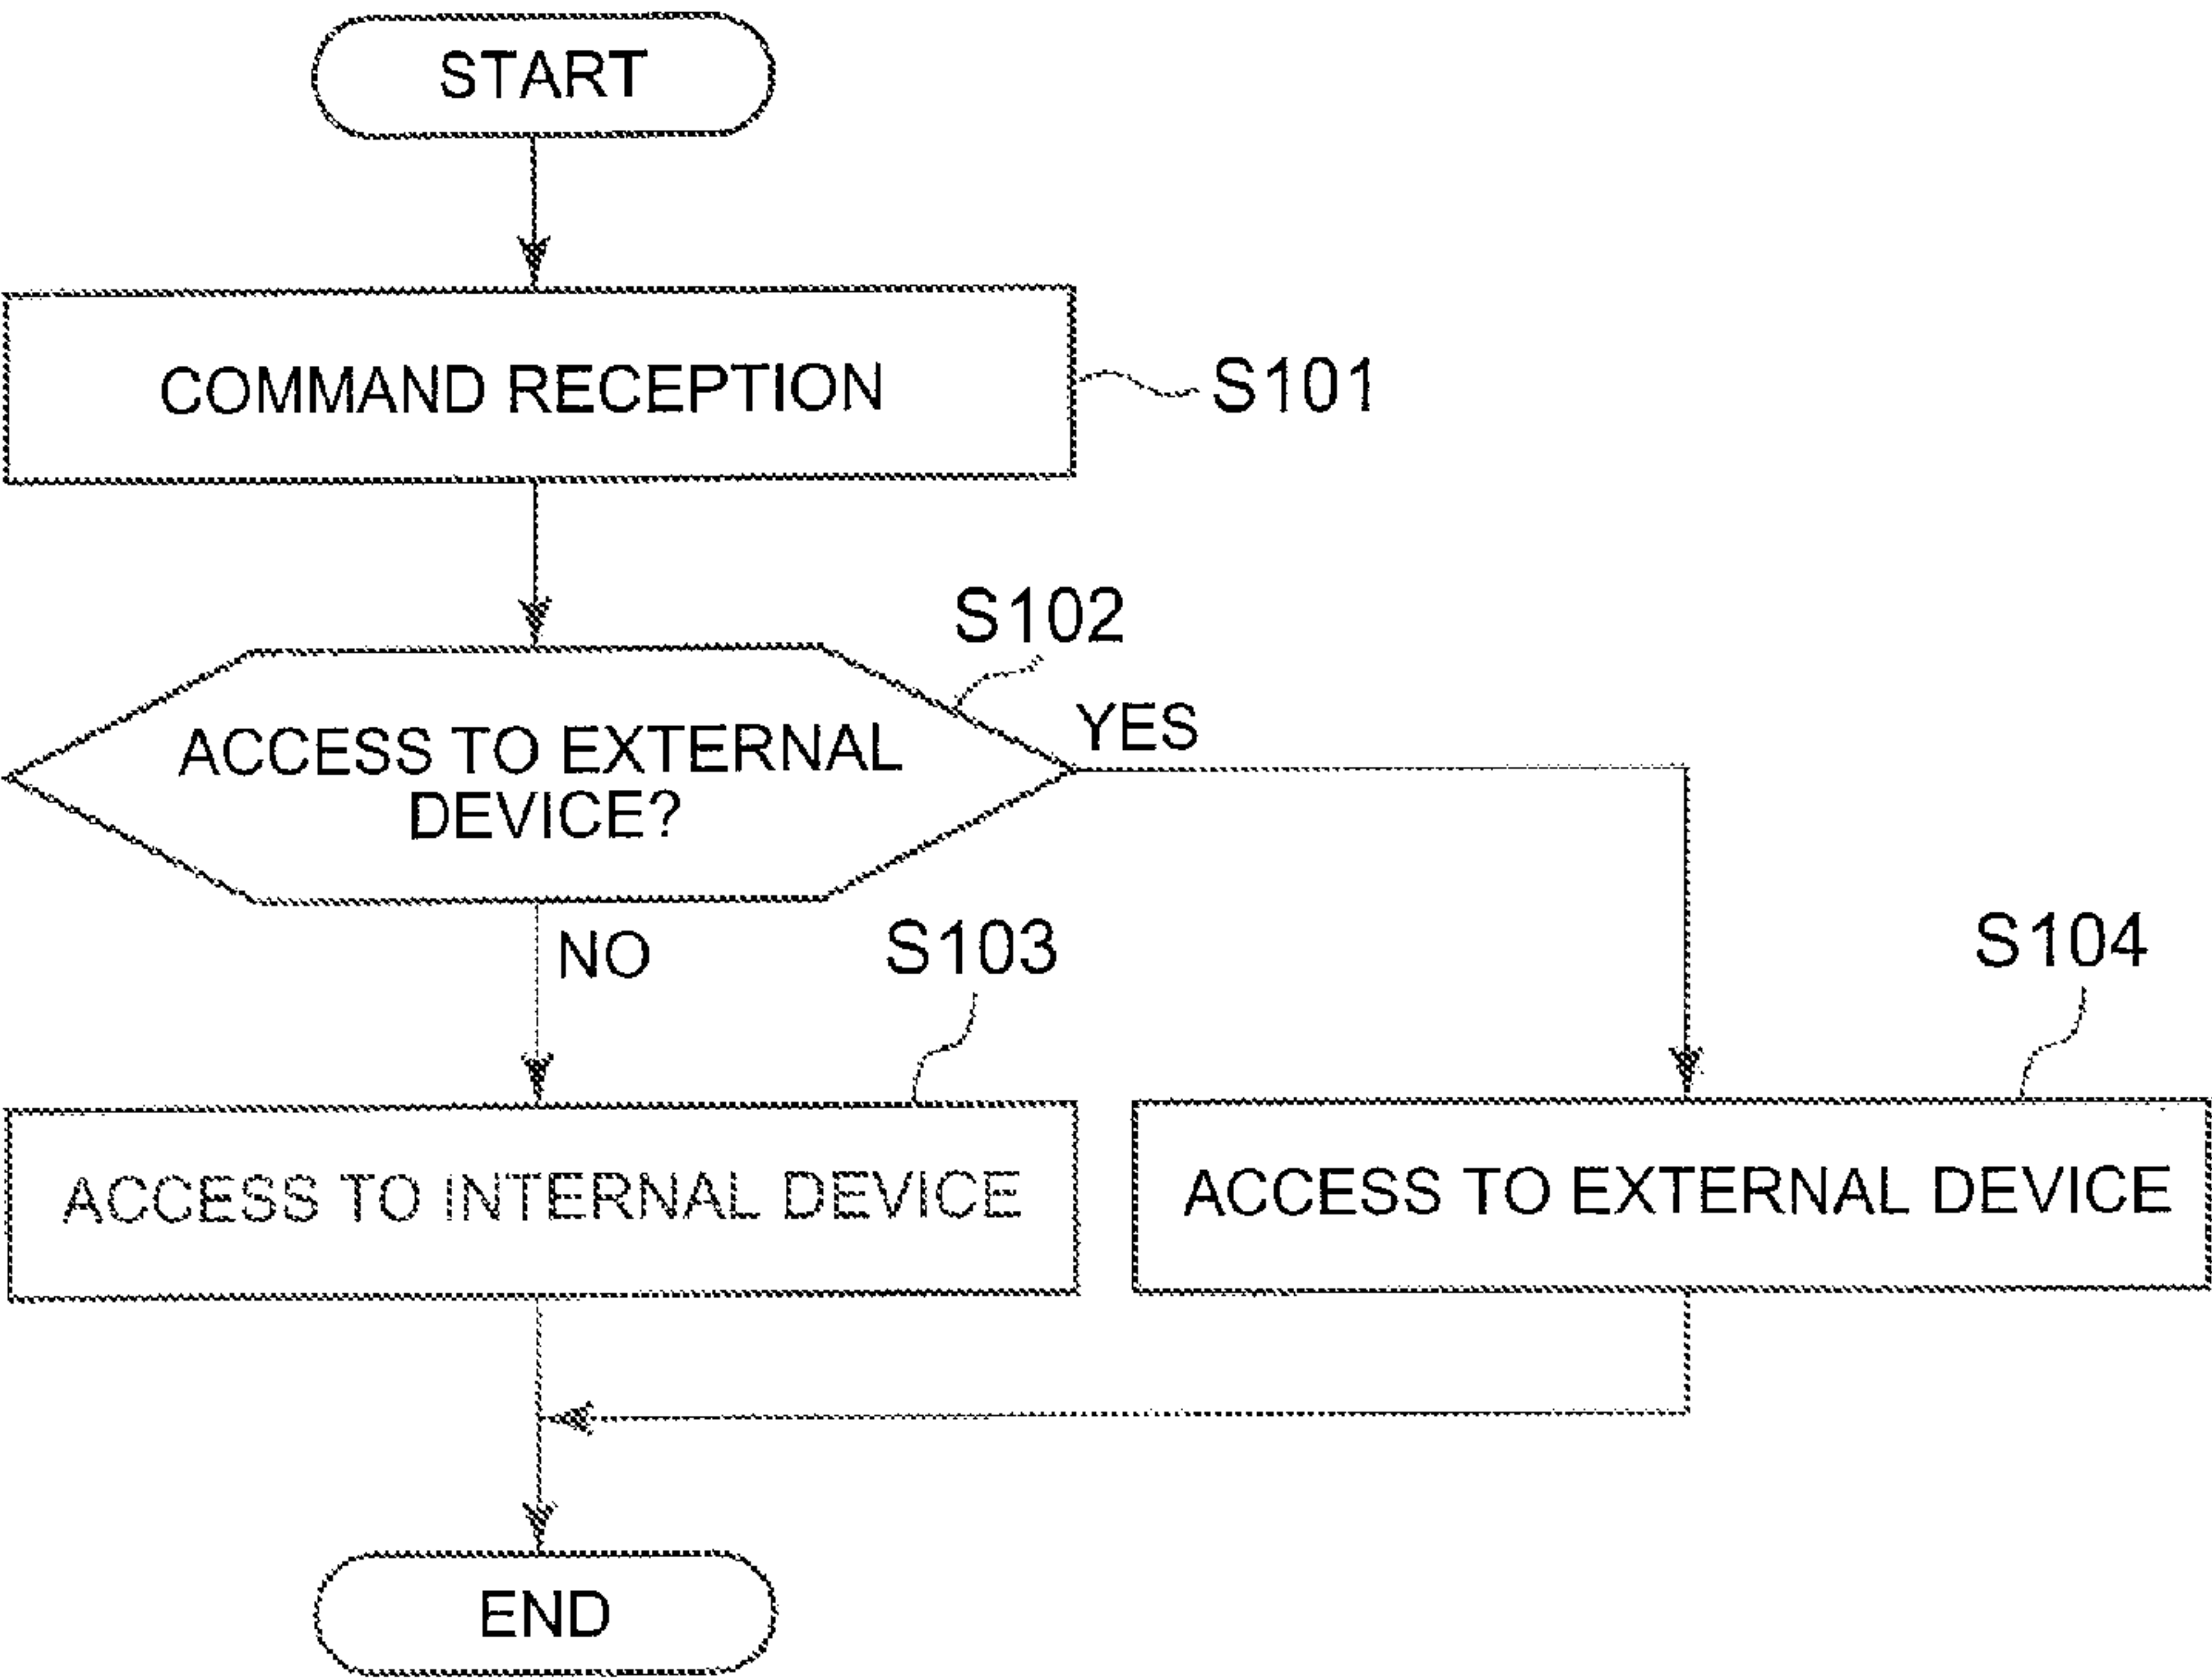 START
COMMAND RECEPTION
S101
S102
ACCESS TO EXTERNAL
DEVICE?
YES
NO
S103
S104
ACCESS TO INTERNAL DEVICE
ACCESS TO EXTERNAL DEVICE
END